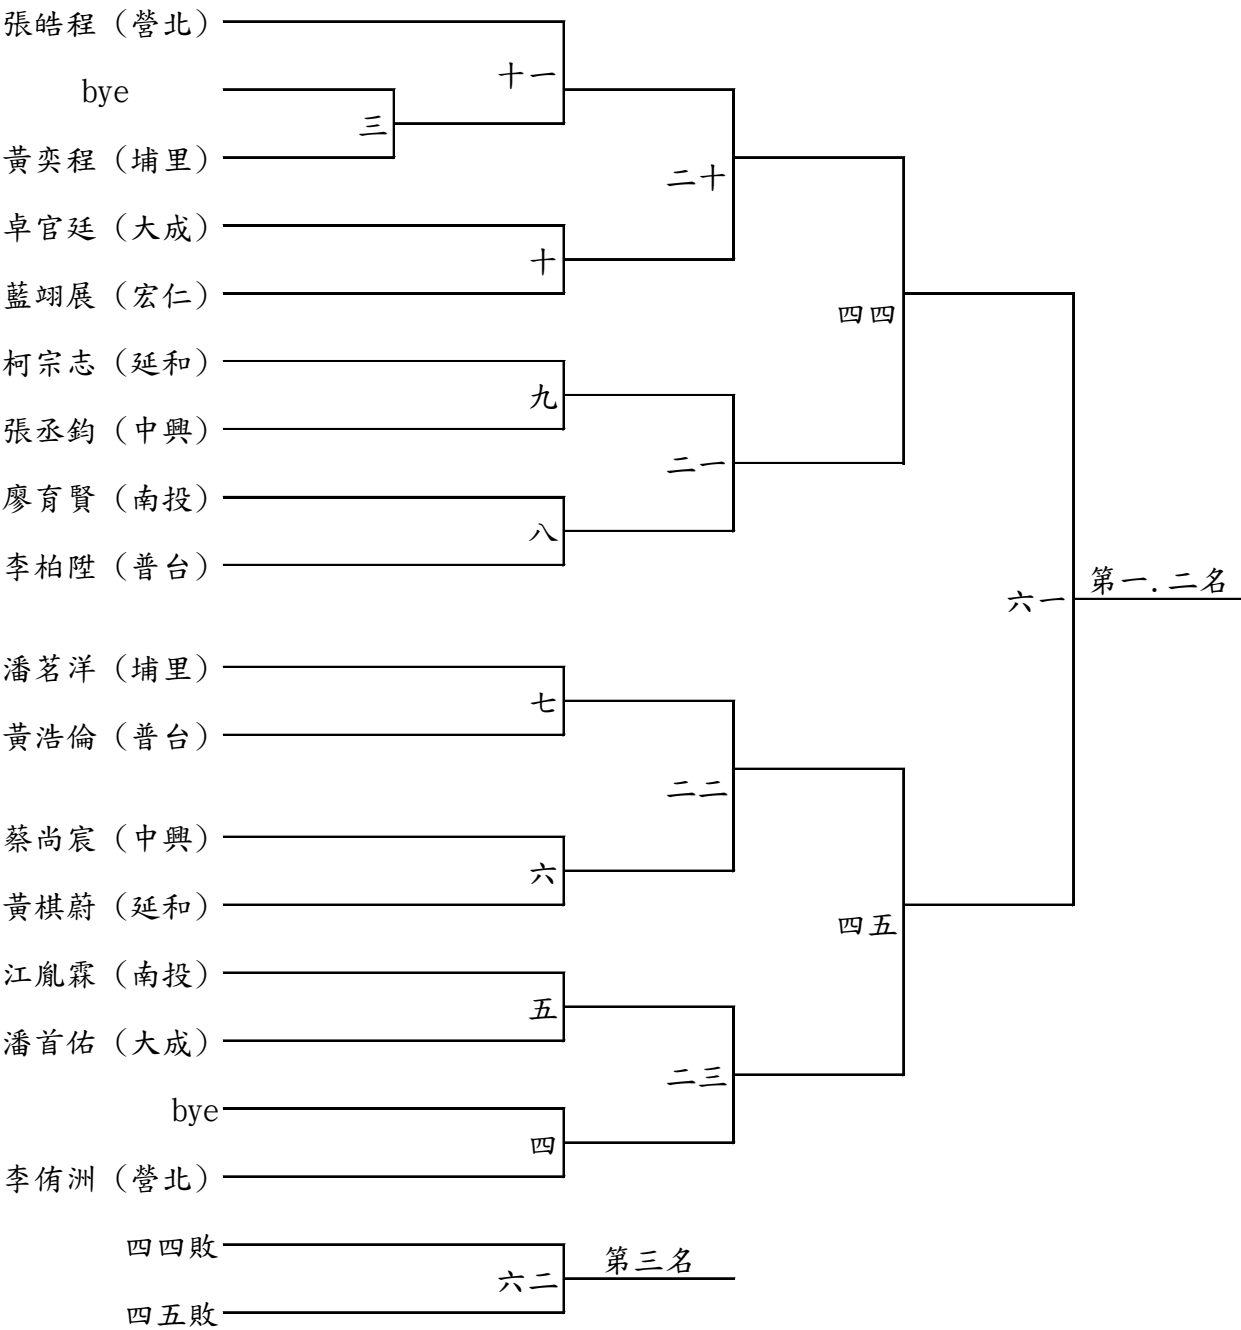 張皓程（營北）
十一
bye
三
黃奕程（埔里）
二十
卓官廷（大成）
十
藍翊展（宏仁）
四四
柯宗志（延和）
九
張丞鈞（中興）
二一
廖育賢（南投）
八
李柏陞（普台）
第一.二名
六一
潘茗洋（埔里）
七
黃浩倫（普台）
二二
蔡尚宸（中興）
六
黃棋蔚（延和）
四五
江胤霖（南投）
五
潘首佑（大成）
二三
bye
四
李侑洲（營北）
四四敗
第三名
六二
四五敗